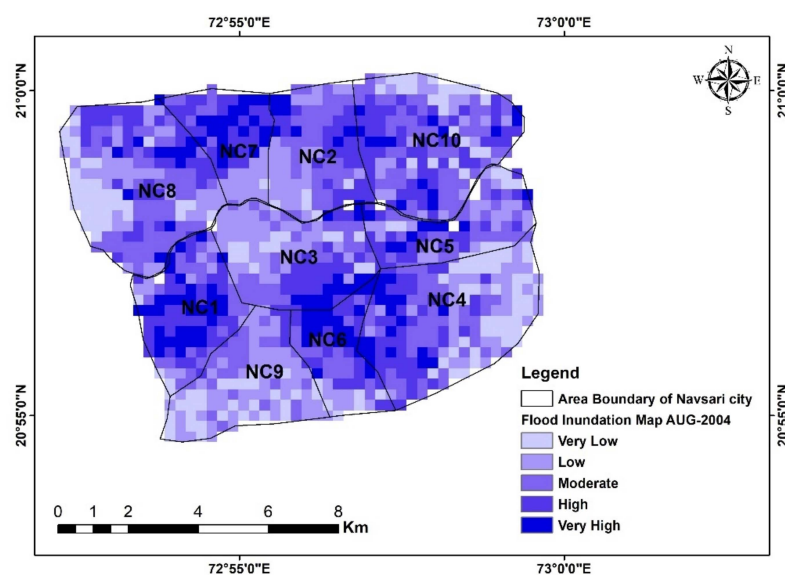 72°55'0"E 73°0'0"E
N
W E
S
21°0'0"N 21°0'0"N
NC10
NC7 NC2
NC8
NC5
NC3
NC4
NC1
NC6
NC9
Legend
Area Boundary of Navsari city
20°55'0"N 20°55'0"N
Flood Inundation Map AUG-2004
Very Low
Low
Moderate
High
Very High
0 1 2 4 6 8
Km
72°55'0"E 73°0'0"E